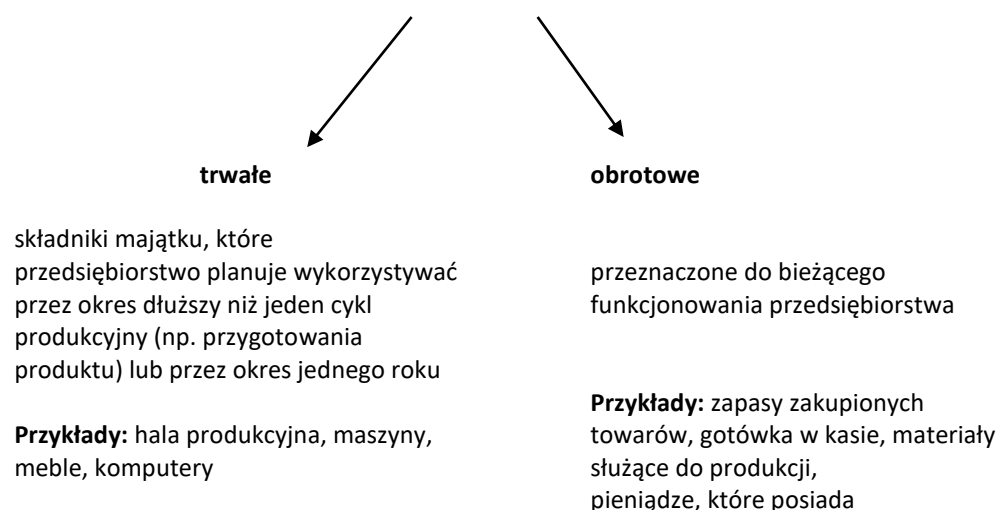 trwałe
składniki majątku, które
przedsiębiorstwo planuje wykorzystywać
przez okres dłuższy niż jeden cykl
produkcyjny (np. przygotowania
produktu) lub przez okres jednego roku
Przykłady: hala produkcyjna, maszyny,
meble, komputery
obrotowe
przeznaczone do bieżącego
funkcjonowania przedsiębiorstwa
Przykłady: zapasy zakupionych
towarów, gotówka w kasie, materiały
służące do produkcji,
pieniądze, które posiada